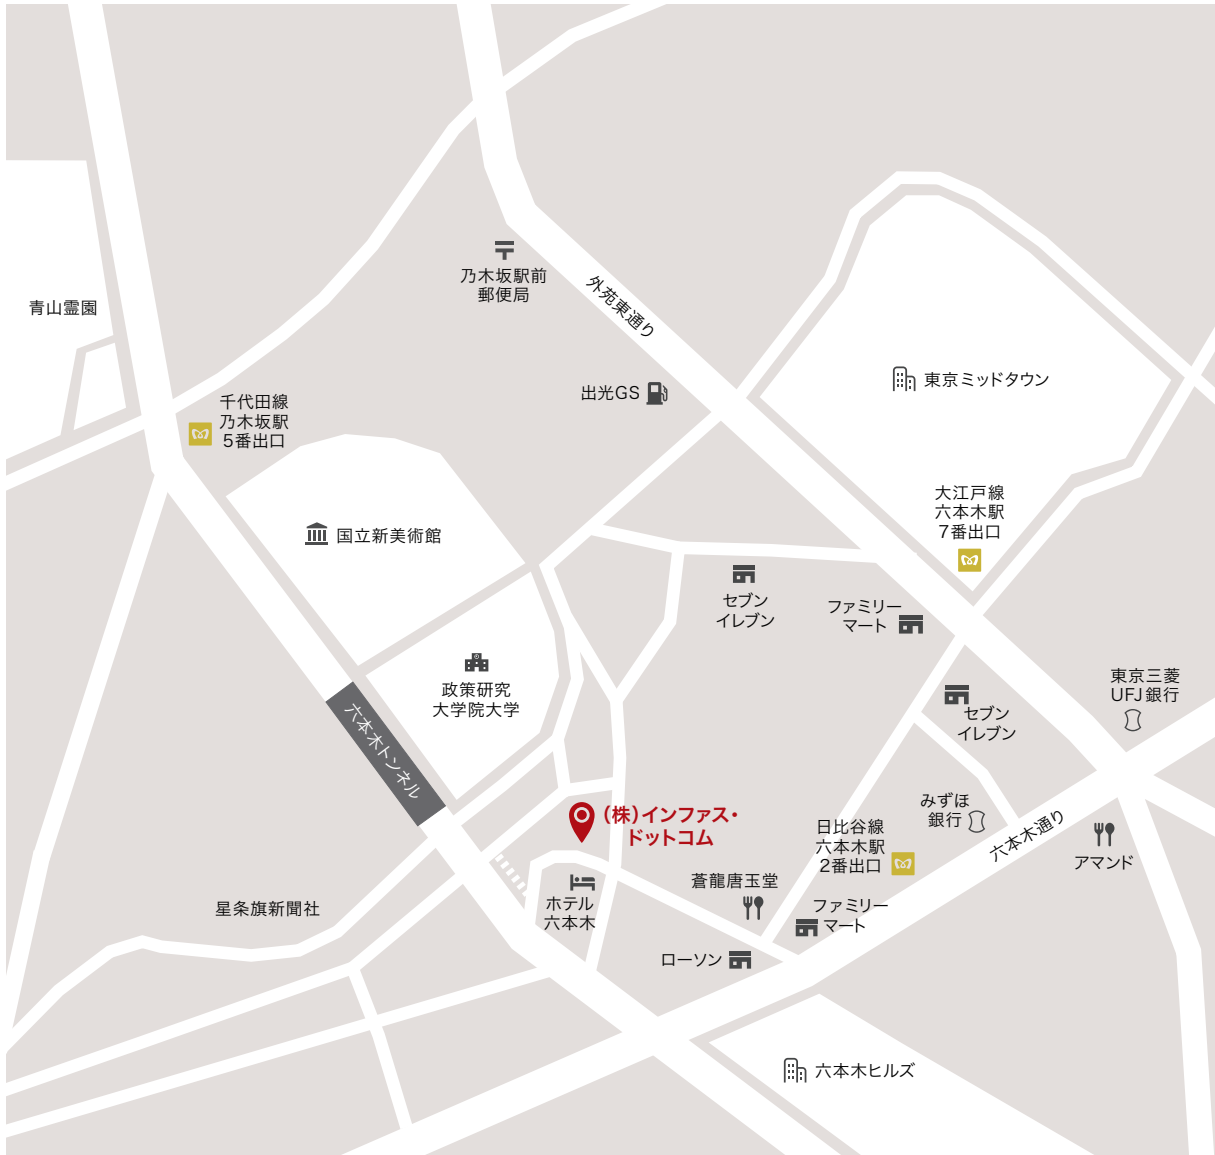 乃木坂駅前
郵便局
外苑東通り
青山霊園
東京ミッドタウン
出光GS
千代田線
乃木坂駅
5番出口
国立新美術館
大江戸線
六本木駅
7番出口
セブン
イレブン
ファミリー
マート
政策研究
大学院大学
東京三菱
UFJ銀行
セブン
イレブン
六本木トンネル
みずほ
銀行
六本木通り
(株)インファス・
ドットコム
日比谷線
六本木駅
2番出口
アマンド
蒼龍唐玉堂
ホテル
六本木
ファミリー
マート
星条旗新聞社
ローソン
六本木ヒルズ